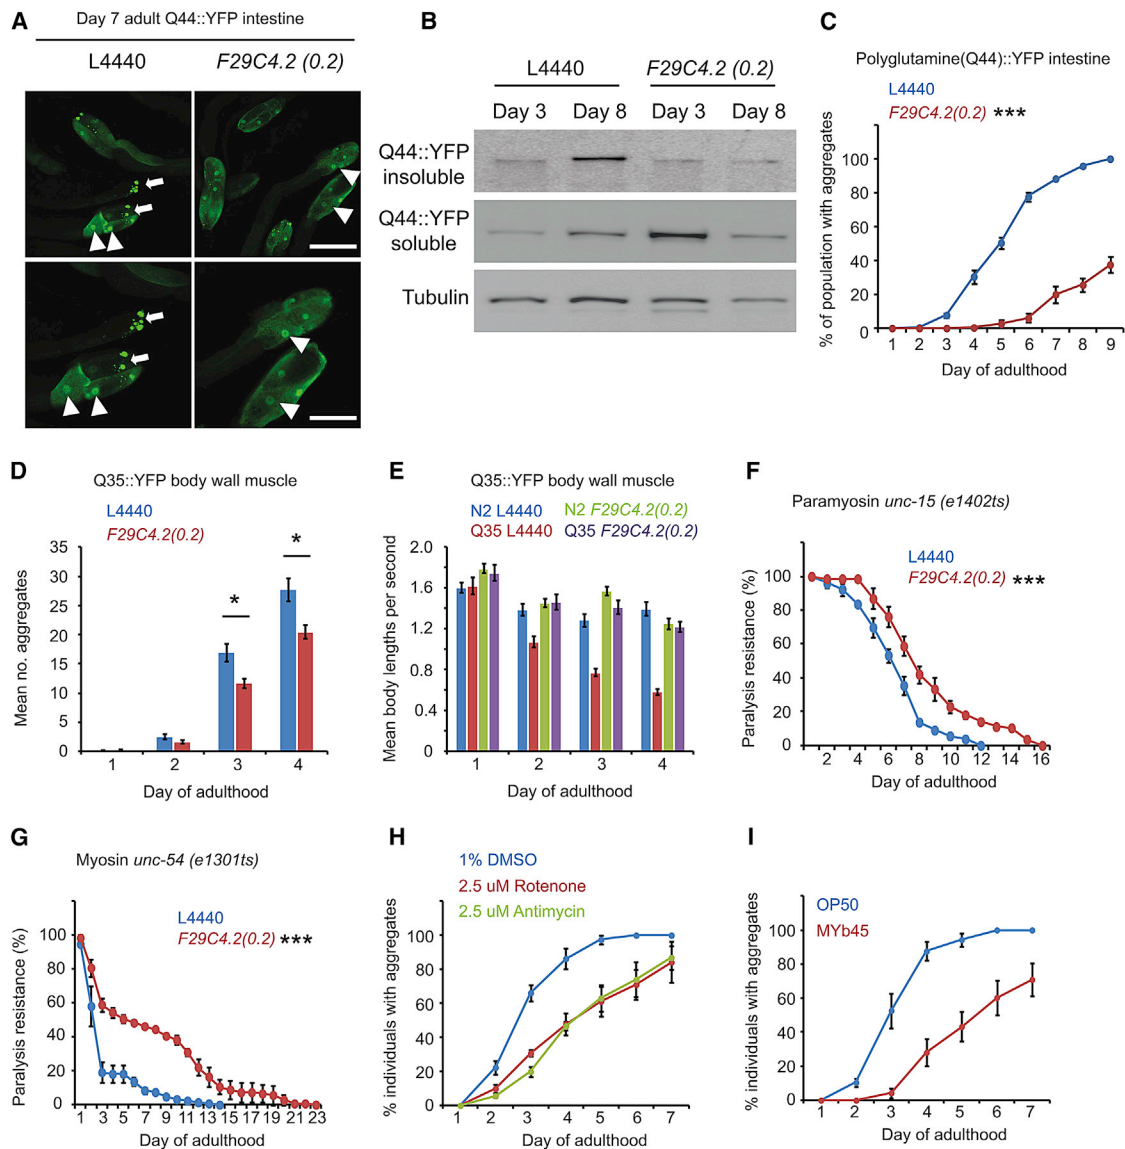 A
Day 7 adult Q44::YFP intestine
L4440
F29C4.2 (0.2)
B
L4440
F29C4.2 (0.2)
Day 3
Day 8
Day 3
Day 8
Q44::YFP
insoluble
Q44::YFP
soluble
Tubulin
C
Polyglutamine(Q44)::YFP intestine
L4440
F29C4.2(0.2) ***
% of population with aggregates
100
80
60
40
20
0
1 2 3 4 5 6 7 8 9
Day of adulthood
D
Q35::YFP body wall muscle
L4440
F29C4.2(0.2)
Mean no. aggregates
35
30
25
20
15
10
5
0
*
*
1 2 3 4
Day of adulthood
E
Q35::YFP body wall muscle
N2 L4440
N2 F29C4.2(0.2)
Q35 L4440
Q35 F29C4.2(0.2)
Mean body lengths per second
2.0
1.6
1.2
0.8
0.4
0
1 2 3 4
Day of adulthood
F
Paramyosin unc-15 (e1402ts)
L4440
F29C4.2(0.2) ***
Paralysis resistance (%)
100
80
60
40
20
0
2 4 6 8 10 12 14 16
Day of adulthood
G
Myosin unc-54 (e1301ts)
L4440
F29C4.2(0.2) ***
Paralysis resistance (%)
100
80
60
40
20
0
1 3 5 7 9 11 13 15 17 19 21 23
Day of adulthood
H
1% DMSO
2.5 uM Rotenone
2.5 uM Antimycin
% individuals with aggregates
100
80
60
40
20
0
1 2 3 4 5 6 7
Day of adulthood
I
OP50
MYb45
% individuals with aggregates
100
80
60
40
20
0
1 2 3 4 5 6 7
Day of adulthood